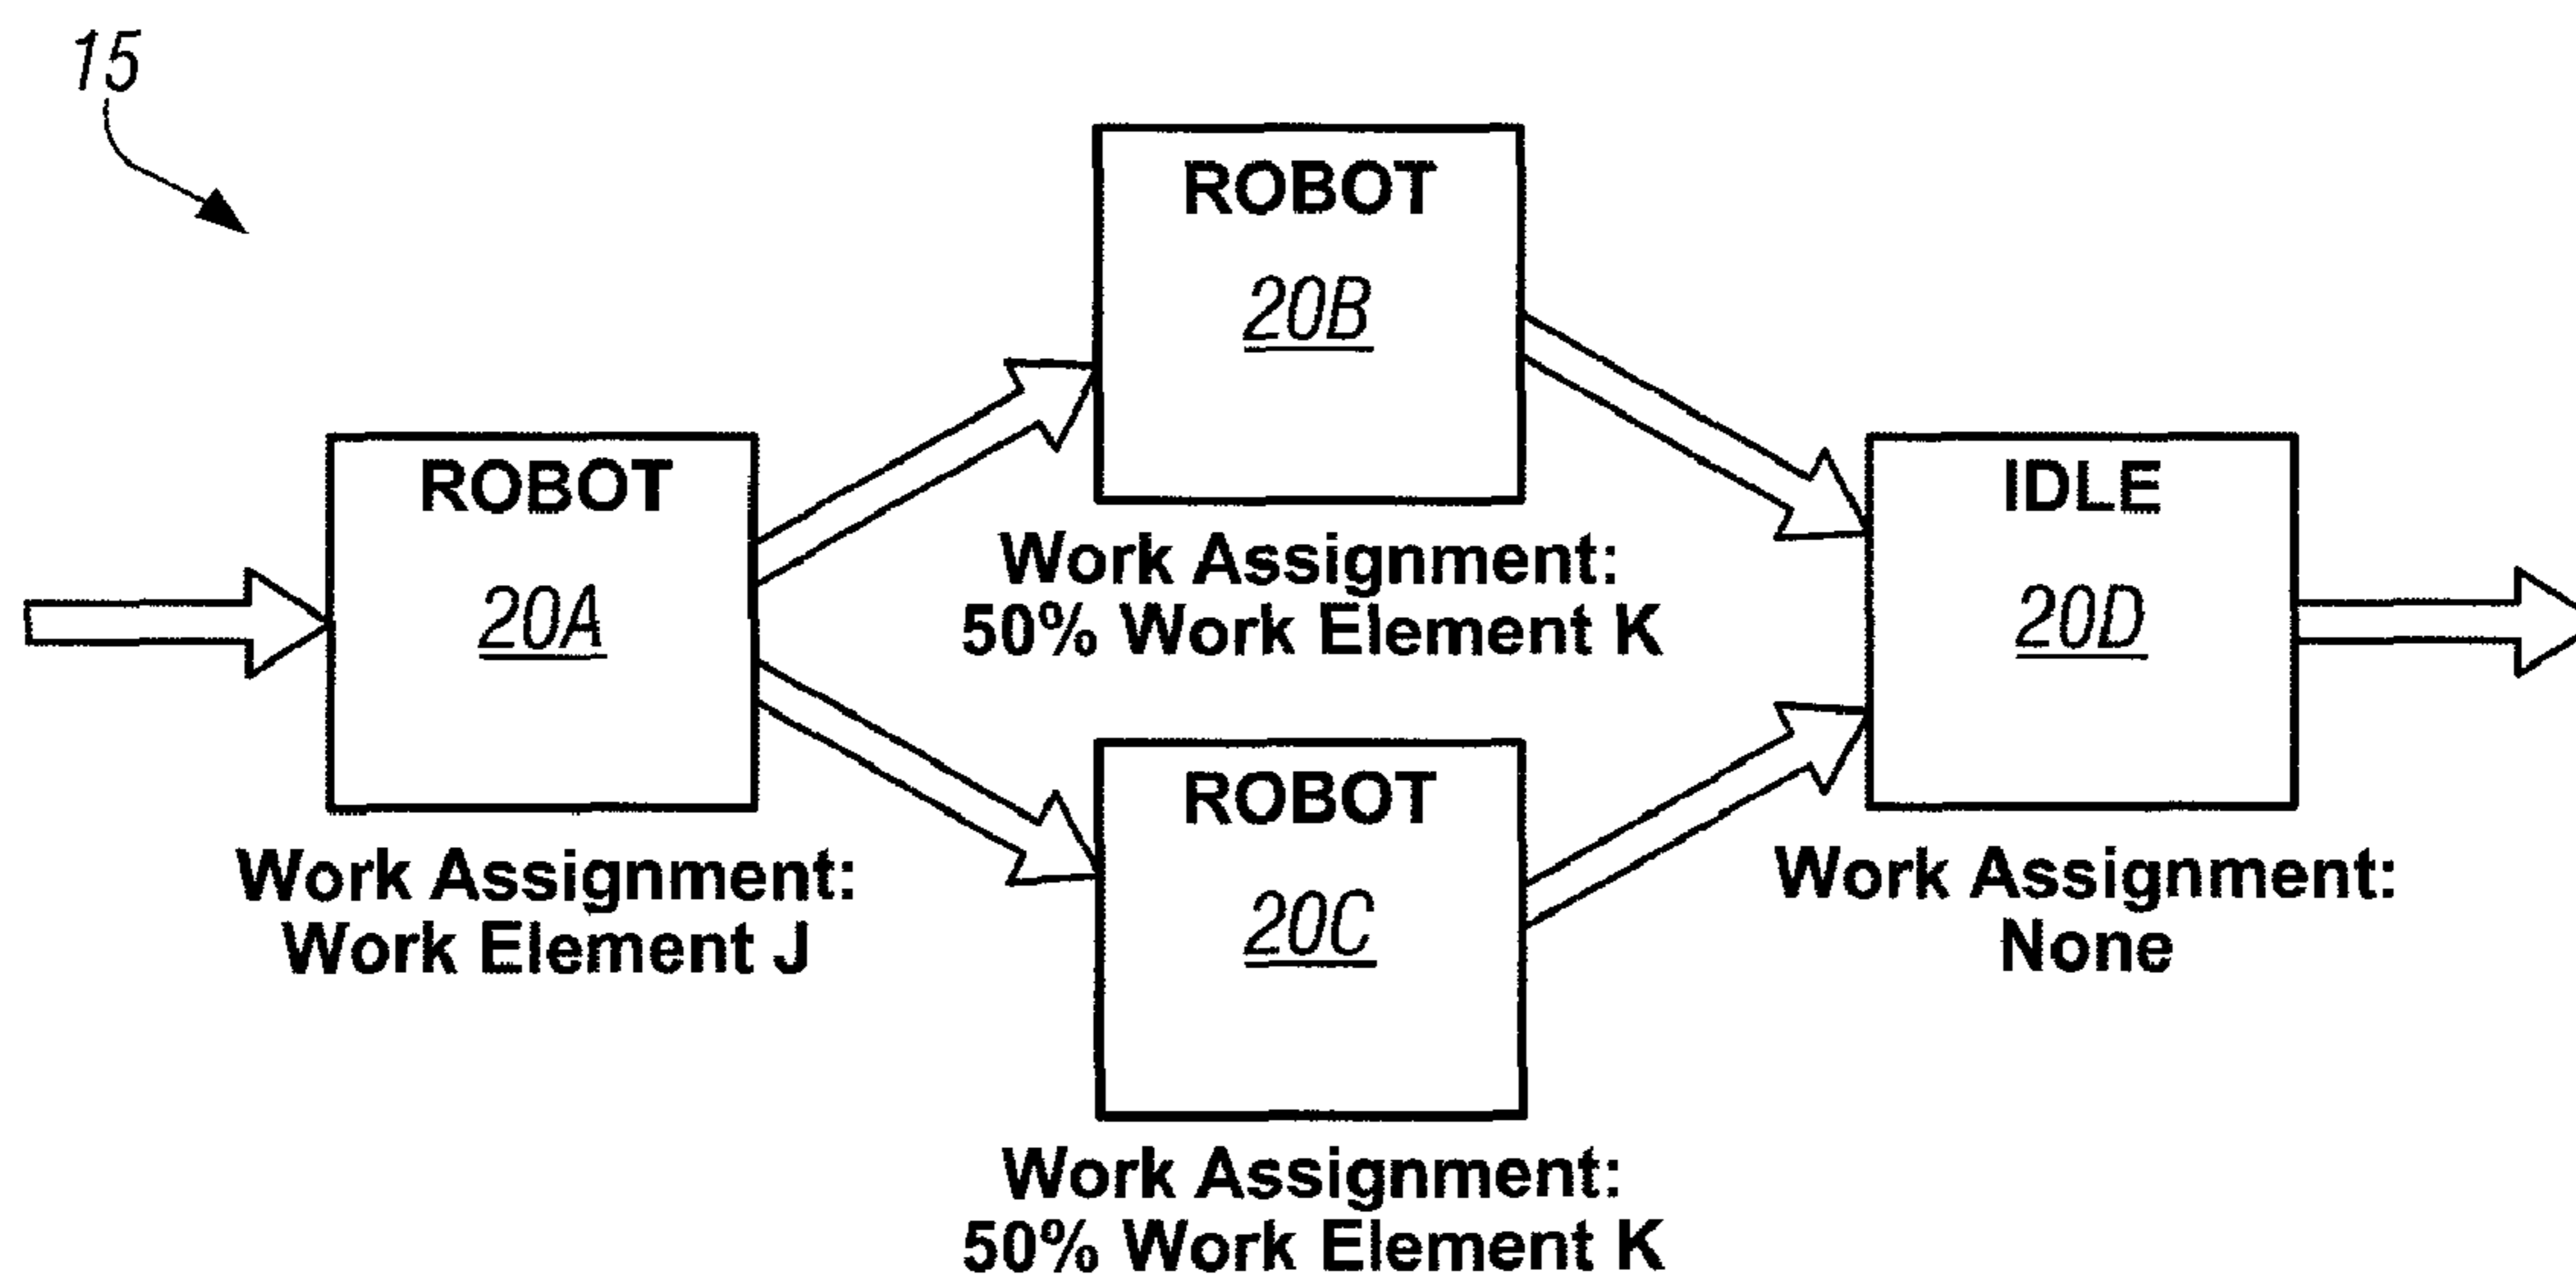 15
ROBOT
20A
Work Assignment:
Work Element J
ROBOT
20B
Work Assignment:
50% Work Element K
ROBOT
20C
Work Assignment:
50% Work Element K
IDLE
20D
Work Assignment:
None